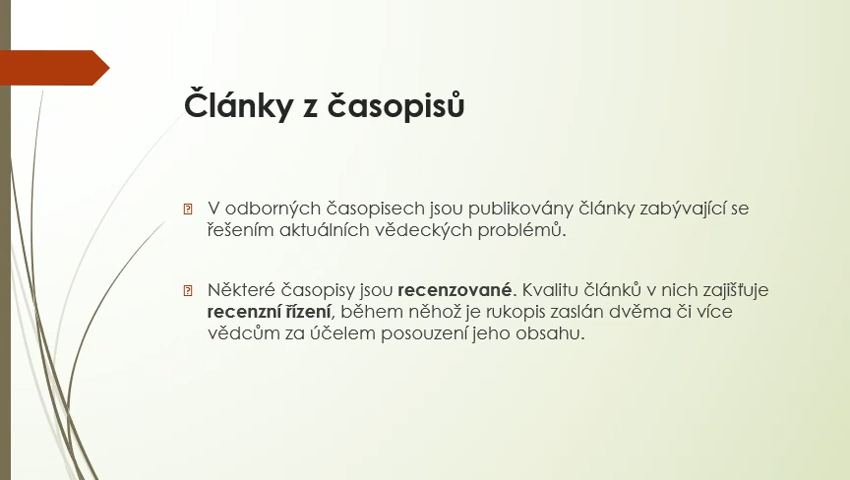 Články z časopisů
V odborných časopisech jsou publikovány články zabývající se
řešením aktuálních vědeckých problémů.
Některé časopisy jsou recenzované. Kvalitu článků v nich zajišťuje
recenzní řízení, během něhož je rukopis zaslán dvěma či více
vědcům za účelem posouzení jeho obsahu.